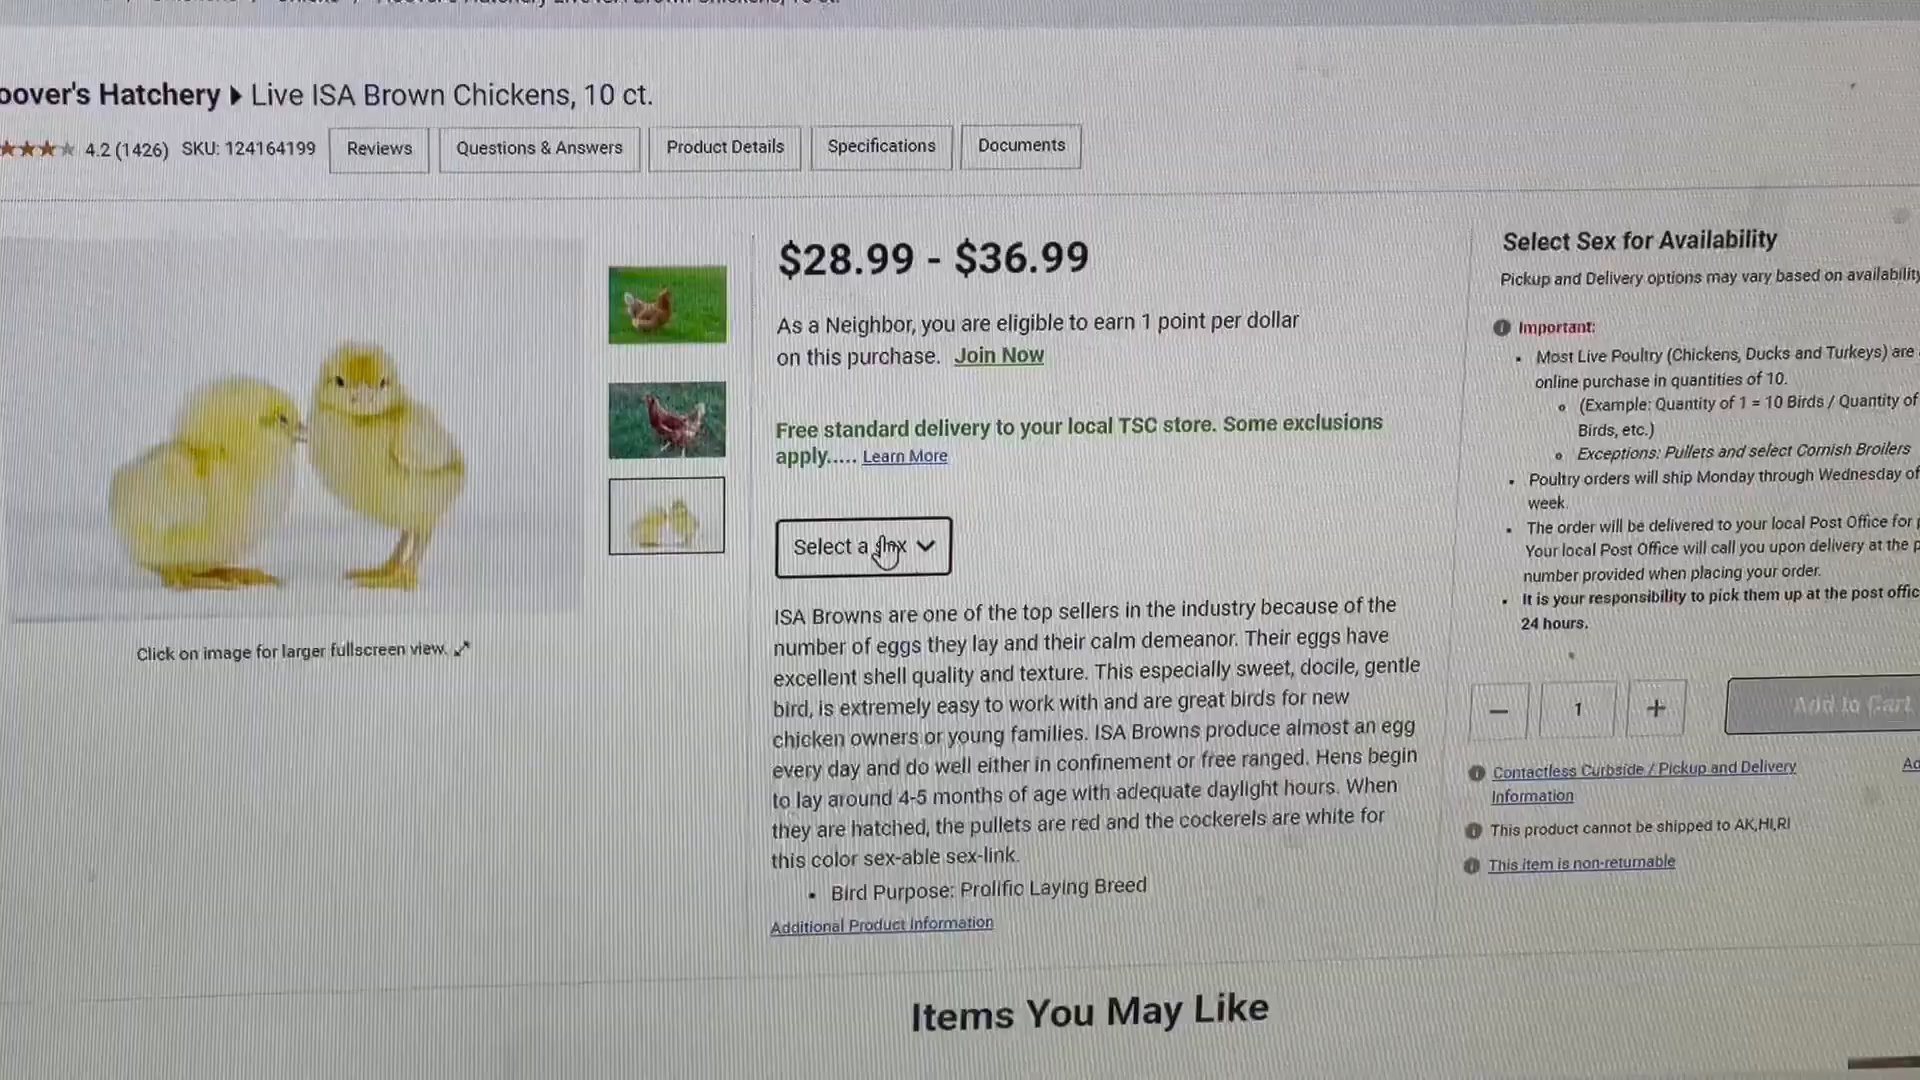 oover's Hatchery Live ISA Brown Chickens, 10 ct.
4.2 (1426) SKU: 124164199 Reviews Questions & Answers Product Details Specifications Documents
$28.99 - $36.99
As a Neighbor, you are eligible to earn 1 point per dollar
on this purchase. Join Now
Free standard delivery to your local TSC store. Some exclusions
apply..... Learn More
Select a
ISA Browns are one of the top sellers in the industry because of the
number of eggs they lay and their calm demeanor. Their eggs have
excellent shell quality and texture. This especially sweet, docile, gentle
bird, is extremely easy to work with and are great birds for new
chicken owners or young families. ISA Browns produce almost an egg
every day and do well either in confinement or free ranged. Hens begin
to lay around 4-5 months of age with adequate daylight hours. When
they are hatched, the pullets are red and the cockerels are white for
this color sex-able sex-link.
• Bird Purpose: Prolific Laying Breed
Additional Product Information
Click on image for larger fullscreen view.
Select Sex for Availability
Pickup and Delivery options may vary based on availability
Important:
• Most Live Poultry (Chickens, Ducks and Turkeys) are
online purchase in quantities of 10.
(Example: Quantity of 1 = 10 Birds / Quantity of
Birds, etc.)
Exceptions: Pullets and select Cornish Broilers
• Poultry orders will ship Monday through Wednesday of
week.
• The order will be delivered to your local Post Office for
Your local Post Office will call you upon delivery at the
number provided when placing your order.
• It is your responsibility to pick them up at the post offic
24 hours.
− 1 + Add to Cart
Contactless Curbside / Pickup and Delivery
Information
This product cannot be shipped to AK,HI,RI
This item is non-returnable
Items You May Like